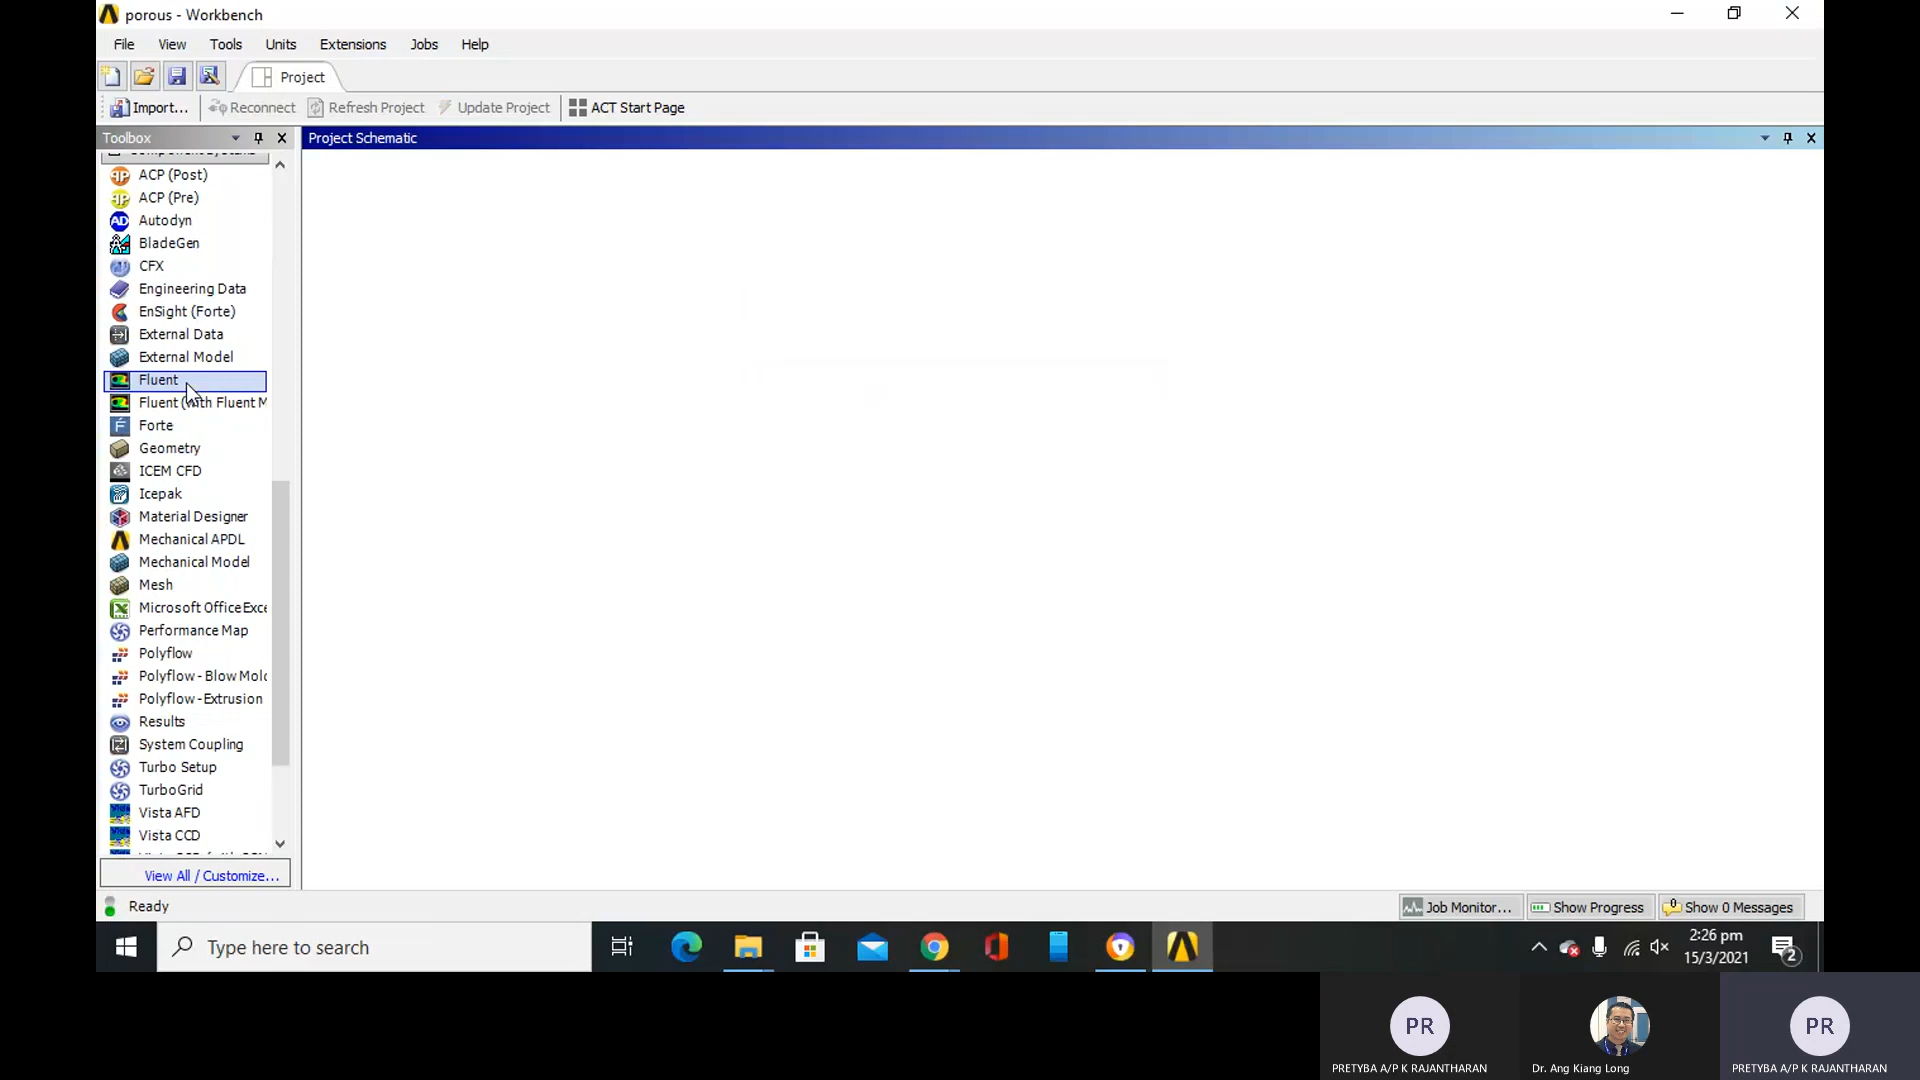 porous - Workbench
File View Tools Units Extensions Jobs Help
Project
Import... Reconnect Refresh Project Update Project ACT Start Page
Toolbox
Project Schematic
ACP (Post)
ACP (Pre)
Autodyn
BladeGen
CFX
Engineering Data
EnSight (Forte)
External Data
External Model
Fluent
Fluent (with Fluent M
Forte
Geometry
ICEM CFD
Icepak
Material Designer
Mechanical APDL
Mechanical Model
Mesh
Microsoft Office Exce
Performance Map
Polyflow
Polyflow - Blow Mold
Polyflow - Extrusion
Results
System Coupling
Turbo Setup
TurboGrid
Vista AFD
Vista CCD
View All / Customize...
Ready
Job Monitor... Show Progress Show 0 Messages
Type here to search
2:26 pm
15/3/2021
2
PR PR
PRETYBA A/P K RAJANTHARAN Dr. Ang Kiang Long PRETYBA A/P K RAJANTHARAN